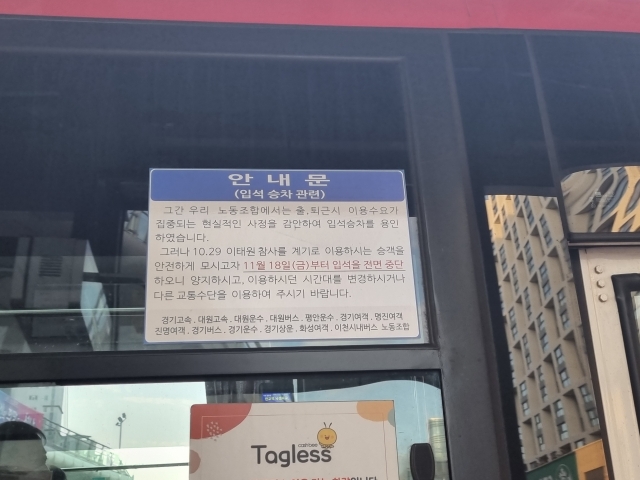 안 내 문
(입석 승차 관련)
그간 우리 노동조합에서는 출,퇴근시 이용수요가
집중되는 현실적인 사정을 감안하여 입석승차를 용인
하였습니다.
그러나 10.29 이태원 참사를 계기로 이용하시는 승객을
안전하게 모시고자 11월 18일(금)부터 입석을 전면 중단
하오니 양지하시고, 이용하시던 시간대를 변경하시거나
다른 교통수단을 이용하여 주시기 바랍니다.
경기고속 . 대원고속 . 대원운수 . 대원버스 . 평안운수 . 경기여객 . 명진여객
진명여객 . 경기버스 . 경기운수 . 경기상운 . 화성여객 . 이천시내버스 노동조합
cashbee
Tagless